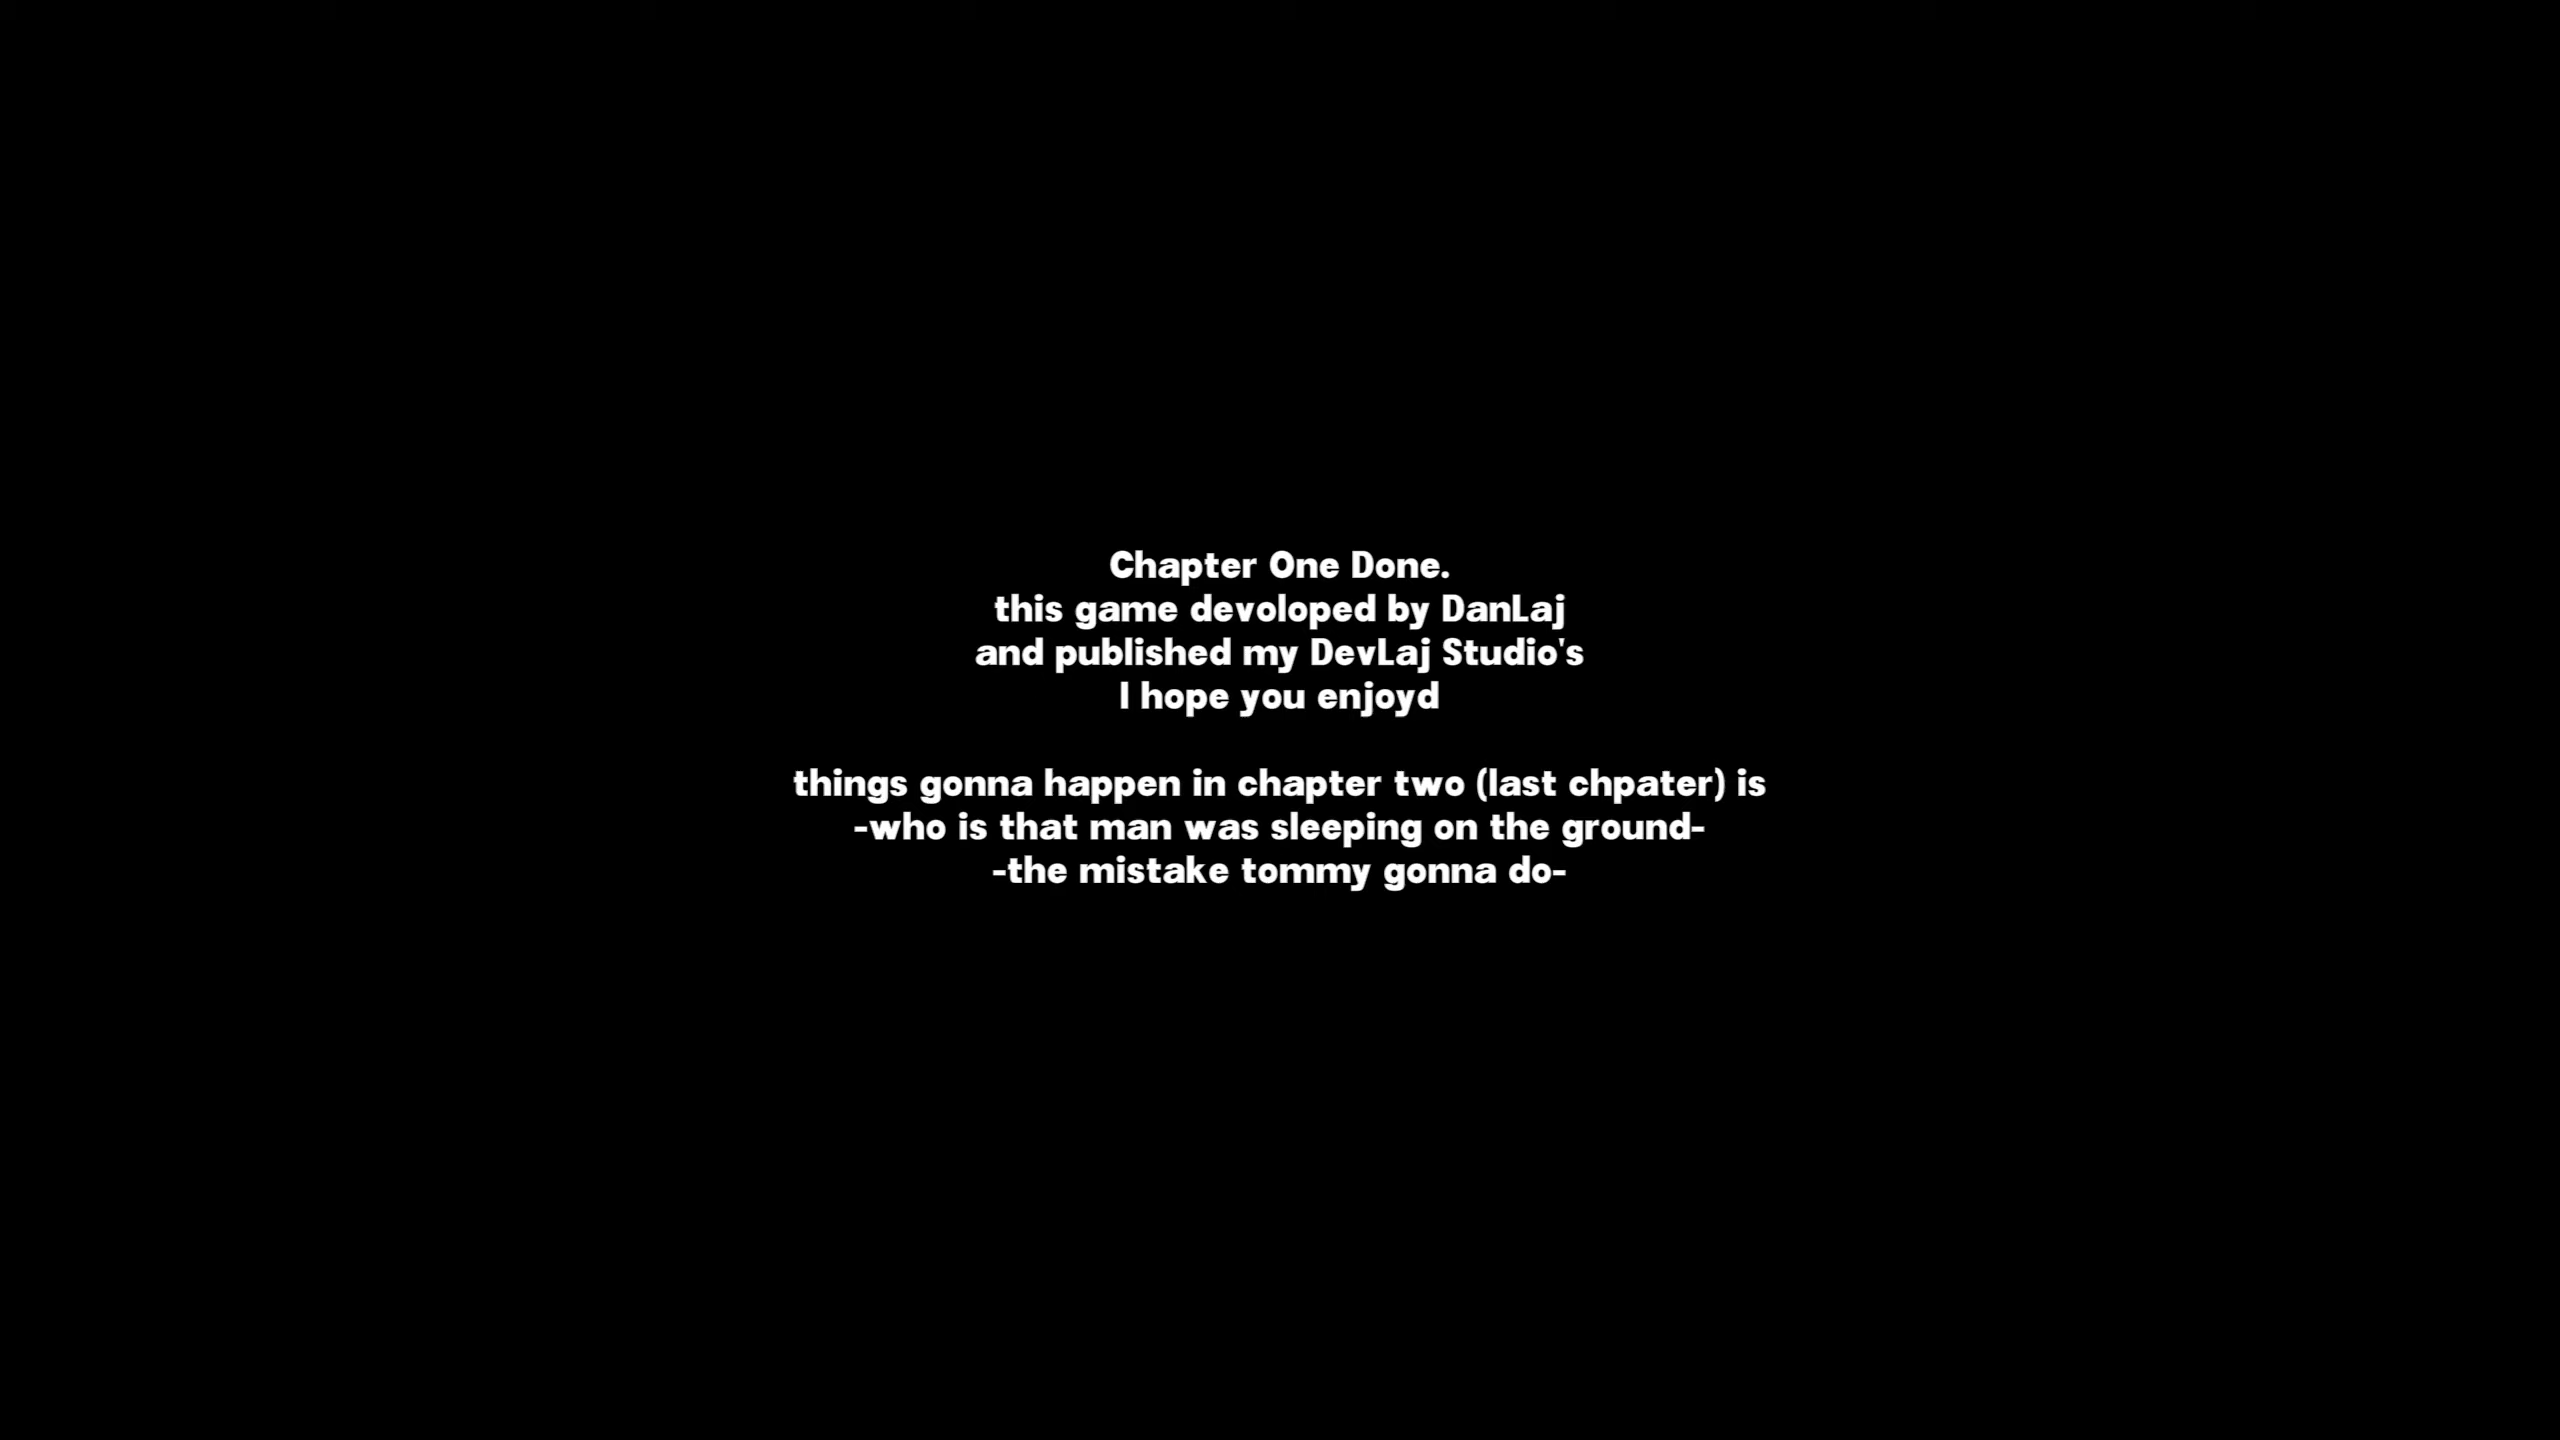 Chapter One Done.
this game devoloped by DanLaj
and published my DevLaj Studio's
I hope you enjoyd
things gonna happen in chapter two (last chpater) is
-who is that man was sleeping on the ground-
-the mistake tommy gonna do-